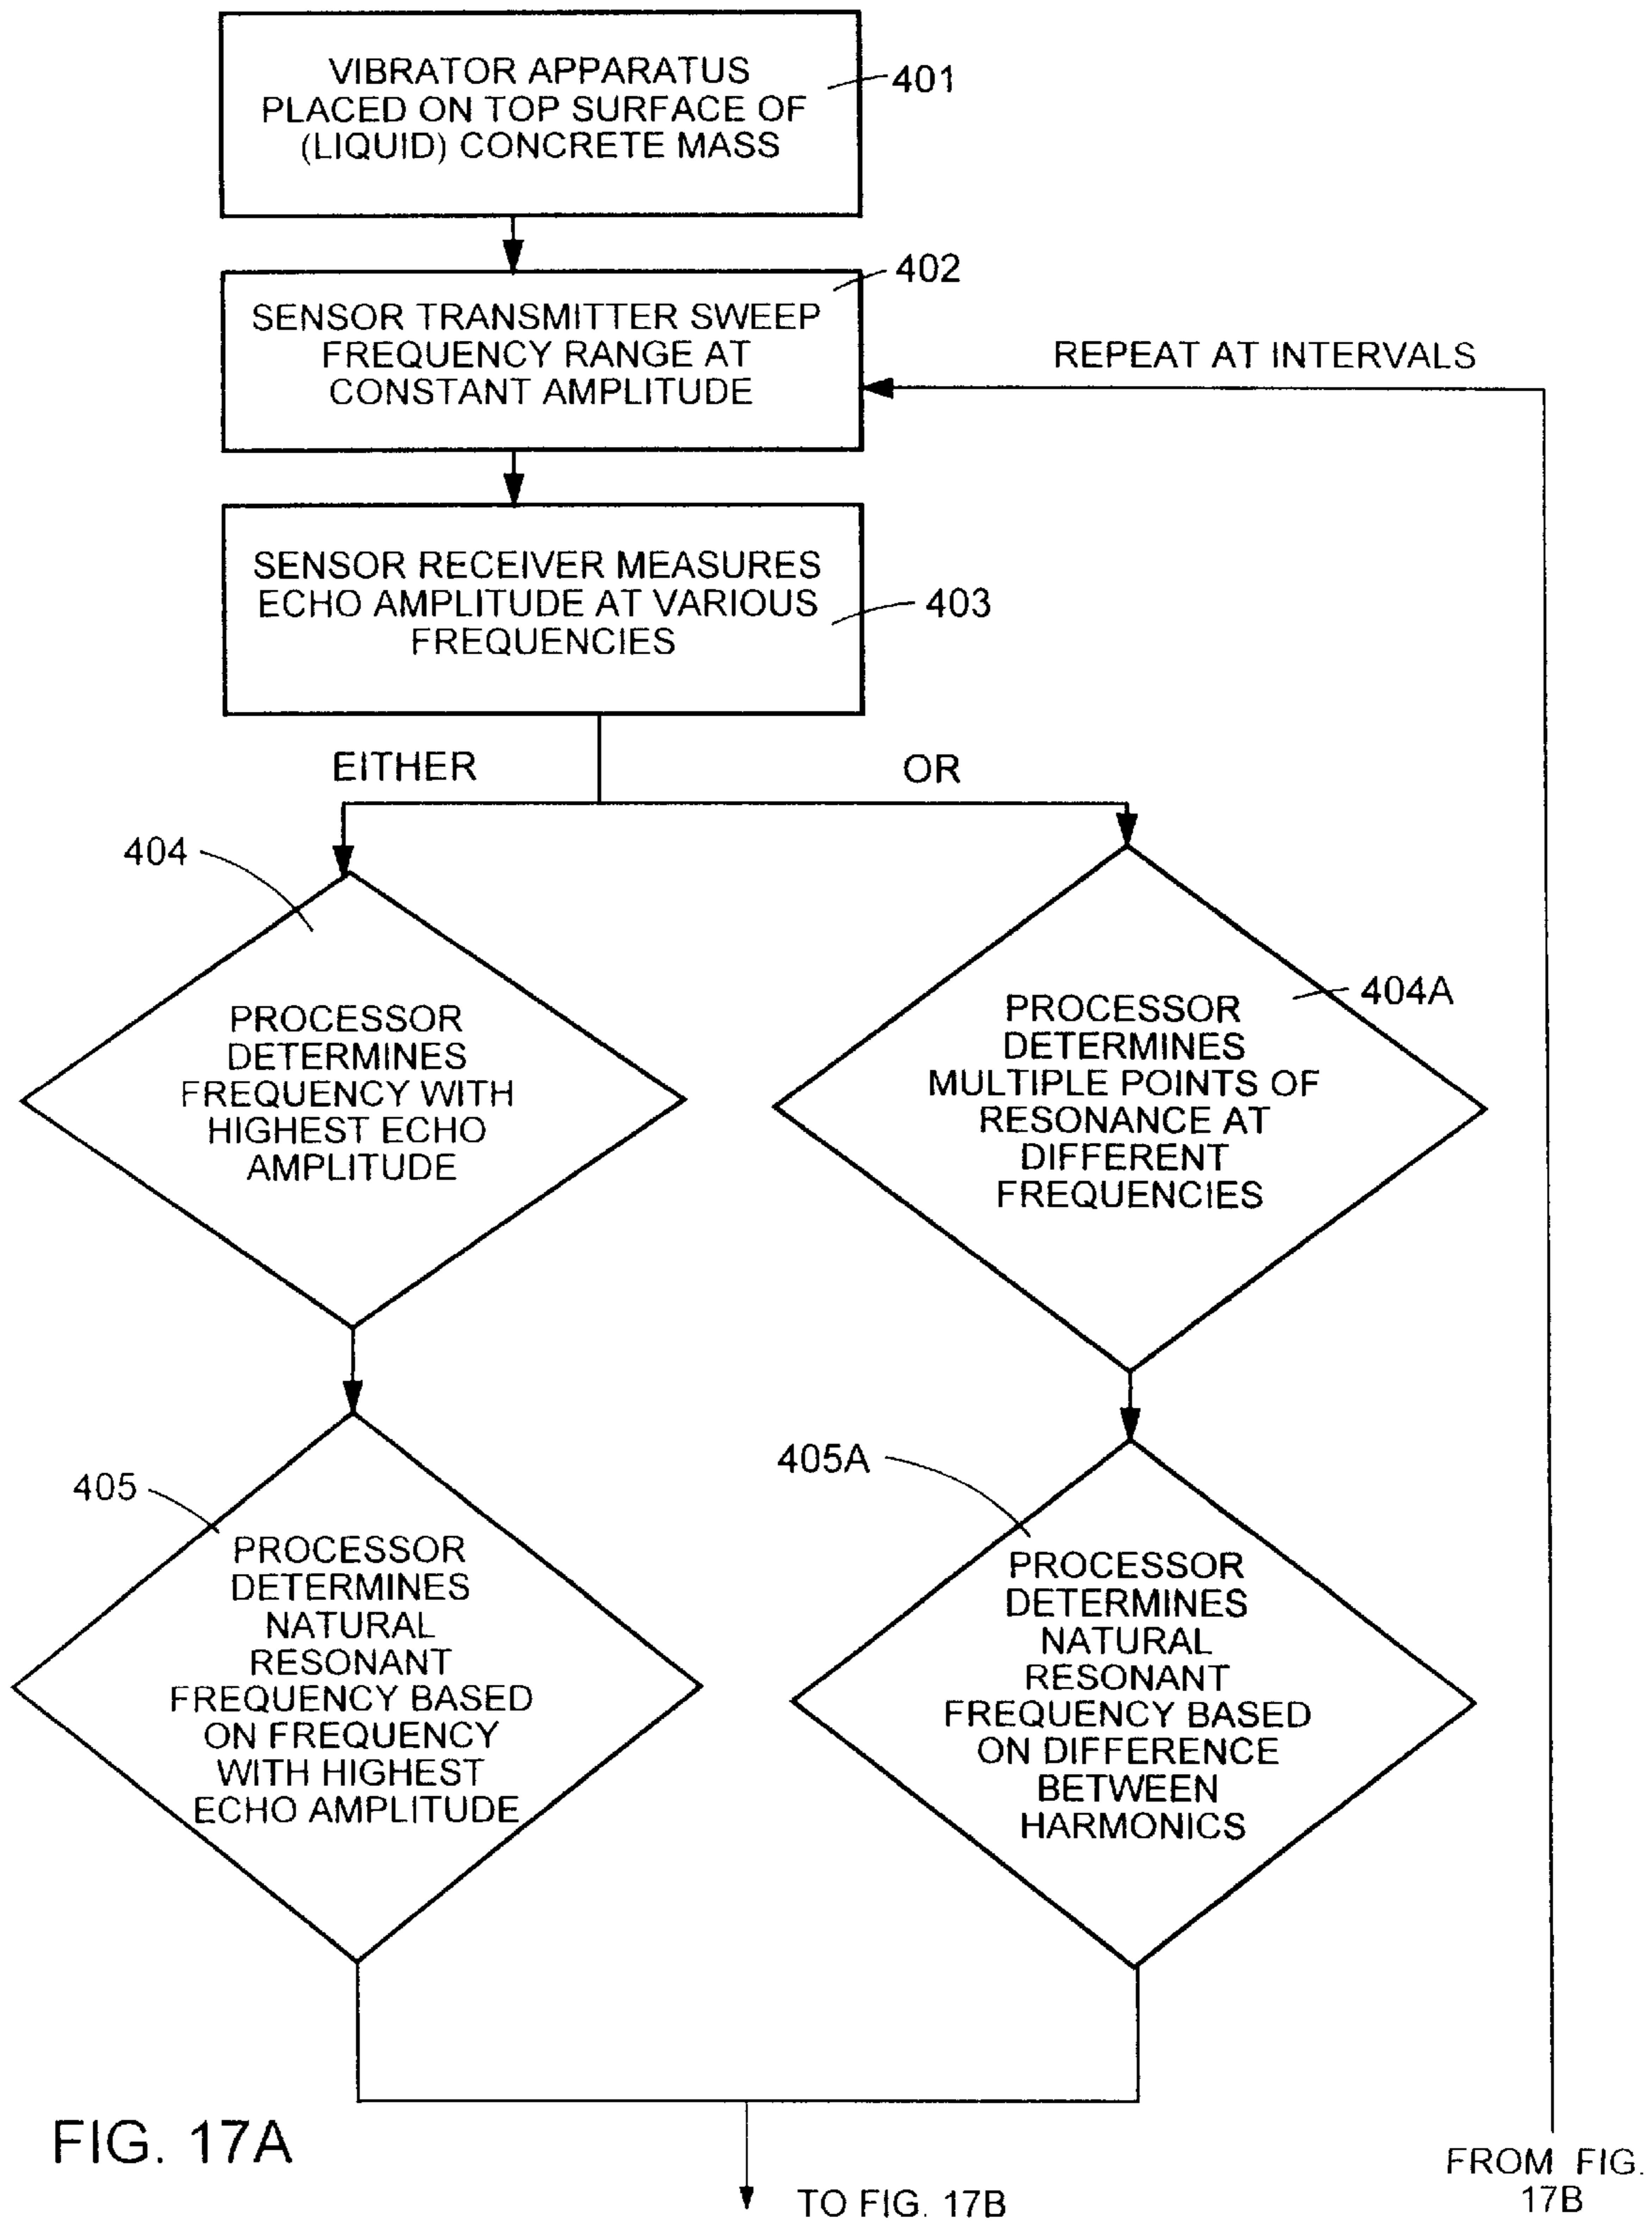 VIBRATOR APPARATUS
PLACED ON TOP SURFACE OF
(LIQUID) CONCRETE MASS
401
402
SENSOR TRANSMITTER SWEEP
FREQUENCY RANGE AT
CONSTANT AMPLITUDE
REPEAT AT INTERVALS
SENSOR RECEIVER MEASURES
ECHO AMPLITUDE AT VARIOUS
FREQUENCIES
403
EITHER
OR
404
PROCESSOR
DETERMINES
FREQUENCY WITH
HIGHEST ECHO
AMPLITUDE
404A
PROCESSOR
DETERMINES
MULTIPLE POINTS OF
RESONANCE AT
DIFFERENT
FREQUENCIES
405
PROCESSOR
DETERMINES
NATURAL
RESONANT
FREQUENCY BASED
ON FREQUENCY
WITH HIGHEST
ECHO AMPLITUDE
405A
PROCESSOR
DETERMINES
NATURAL
RESONANT
FREQUENCY BASED
ON DIFFERENCE
BETWEEN
HARMONICS
FIG. 17A
TO FIG. 17B
FROM FIG.
17B